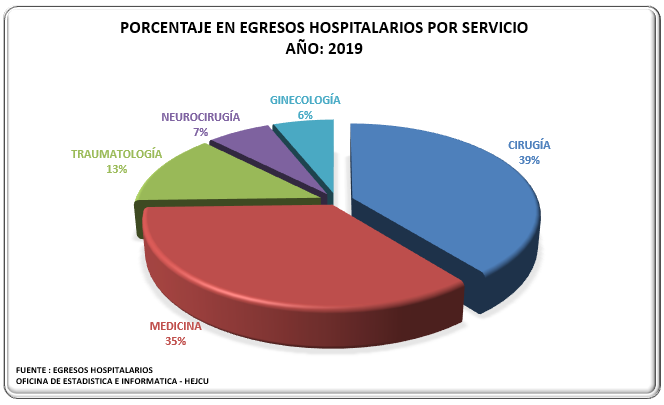 PORCENTAJE EN EGRESOS HOSPITALARIOS POR SERVICIO
AÑO: 2019
GINECOLOGÍA
6%
NEUROCIRUGÍA
7%
TRAUMATOLOGÍA
13%
CIRUGÍA
39%
MEDICINA
35%
FUENTE : EGRESOS HOSPITALARIOS
OFICINA DE ESTADISTICA E INFORMATICA - HEJCU